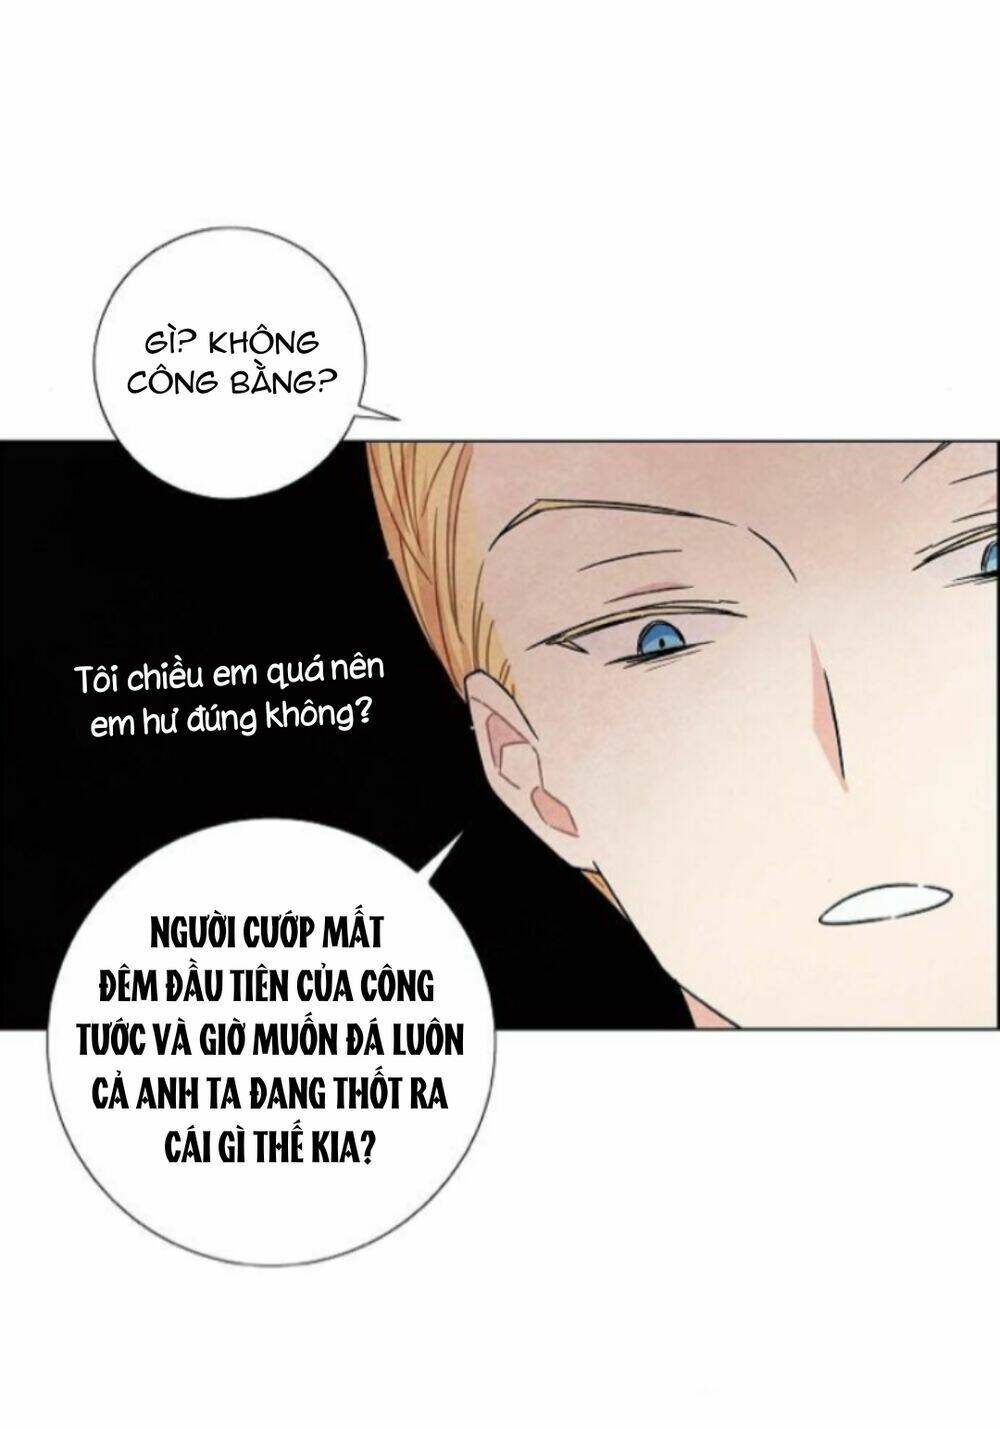 GÌ? KHÔNG
CÔNG BẰNG?
Tôi chiều em quá nên
em hư đúng không?
NGƯỜI CƯỚP MẤT
ĐÊM ĐẦU TIÊN CỦA CÔNG
TƯỚC VÀ GIỜ MUỐN ĐÁ LUÔN
CẢ ANH TA ĐANG THỐT RA
CÁI GÌ THẾ KIA?